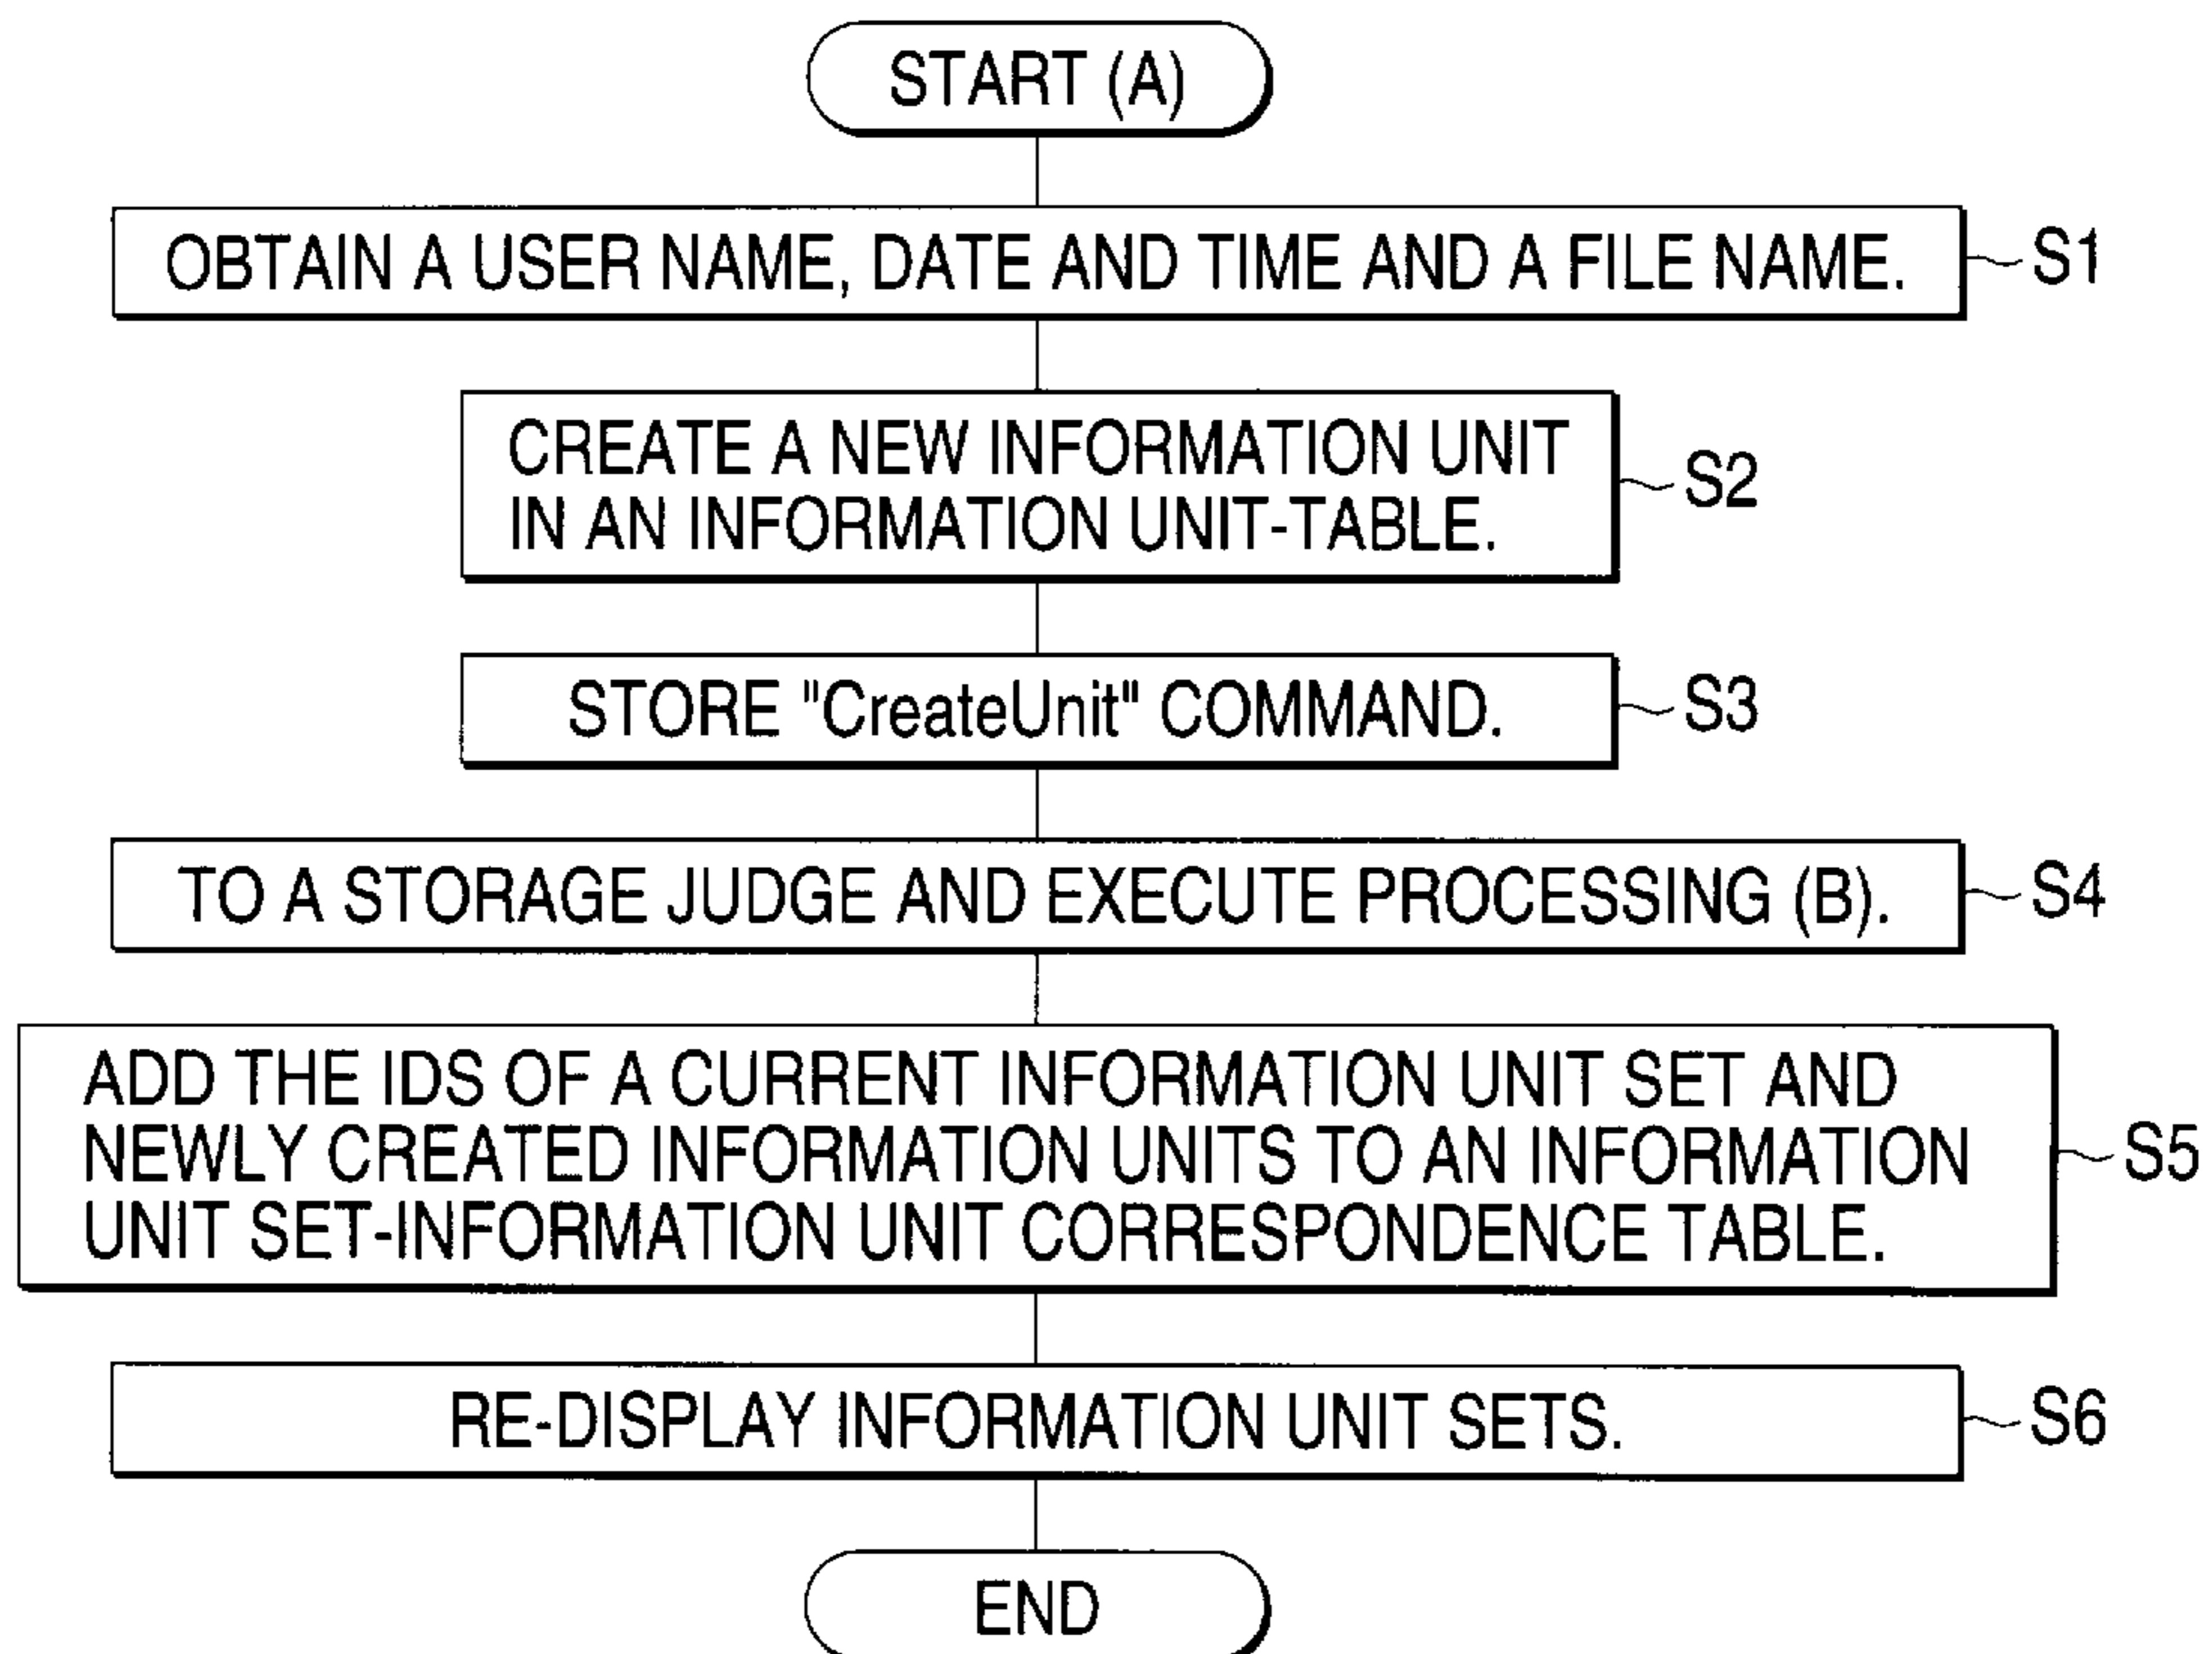 START (A)
OBTAIN A USER NAME, DATE AND TIME AND A FILE NAME.
S1
CREATE A NEW INFORMATION UNIT
IN AN INFORMATION UNIT-TABLE.
S2
STORE "CreateUnit" COMMAND.
S3
TO A STORAGE JUDGE AND EXECUTE PROCESSING (B).
S4
ADD THE IDS OF A CURRENT INFORMATION UNIT SET AND
NEWLY CREATED INFORMATION UNITS TO AN INFORMATION
UNIT SET-INFORMATION UNIT CORRESPONDENCE TABLE.
S5
RE-DISPLAY INFORMATION UNIT SETS.
S6
END